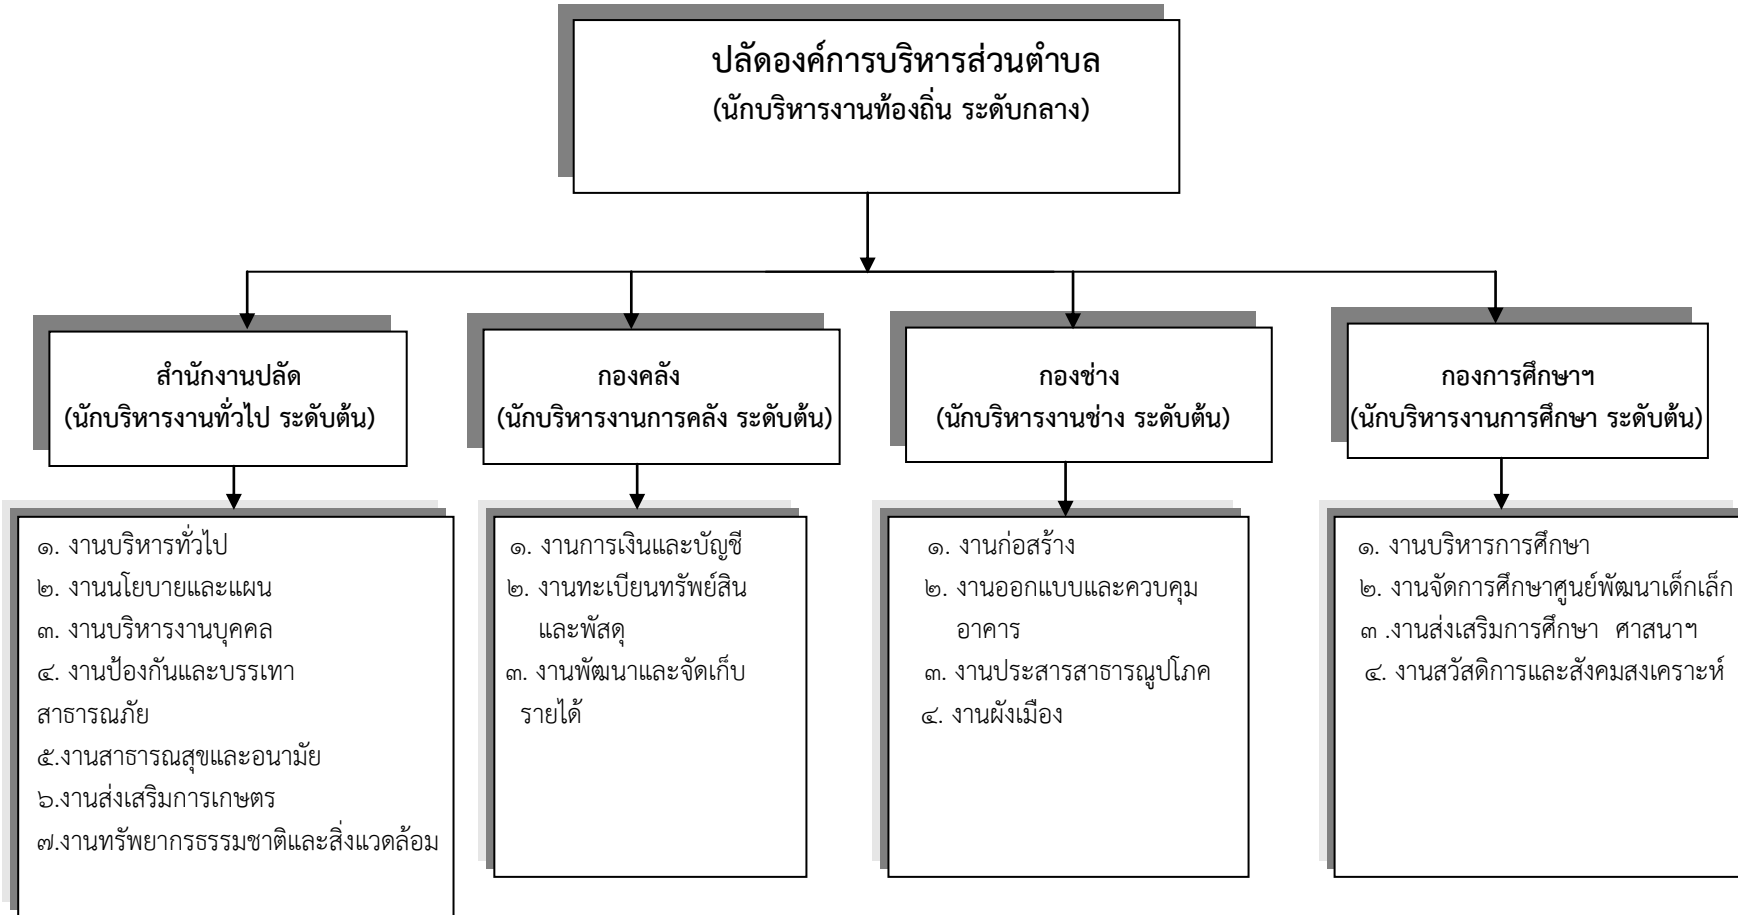 ปลัดองค์การบริหารส่วนตำบล
(นักบริหารงานท้องถิ่น ระดับกลาง)
สำนักงานปลัด
(นักบริหารงานทั่วไป ระดับต้น)
กองคลัง
(นักบริหารงานการคลัง ระดับต้น)
กองช่าง
(นักบริหารงานช่าง ระดับต้น)
กองการศึกษาฯ
(นักบริหารงานการศึกษา ระดับต้น)
๑. งานบริหารทั่วไป
๒. งานนโยบายและแผน
๓. งานบริหารงานบุคคล
๔. งานป้องกันและบรรเทา
สาธารณภัย
๕.งานสาธารณสุขและอนามัย
๖.งานส่งเสริมการเกษตร
๗.งานทรัพยากรธรรมชาติและสิ่งแวดล้อม
๑. งานการเงินและบัญชี
๒. งานทะเบียนทรัพย์สิน
และพัสดุ
๓. งานพัฒนาและจัดเก็บ
รายได้
๑. งานก่อสร้าง
๒. งานออกแบบและควบคุม
อาคาร
๓. งานประสารสาธารณูปโภค
๔. งานผังเมือง
๑. งานบริหารการศึกษา
๒. งานจัดการศึกษาศูนย์พัฒนาเด็กเล็ก
๓ .งานส่งเสริมการศึกษา ศาสนาฯ
๔. งานสวัสดิการและสังคมสงเคราะห์